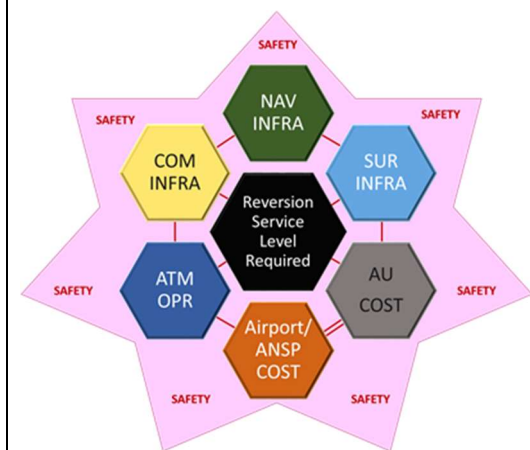 SAFETY
NAV
INFRA
SAFETY
SAFETY
COM
INFRA
SUR
INFRA
Reversion
Service
Level
Required
ATM
OPR
AU
COST
SAFETY
SAFETY
Airport/
ANSP
COST
SAFETY
SAFETY